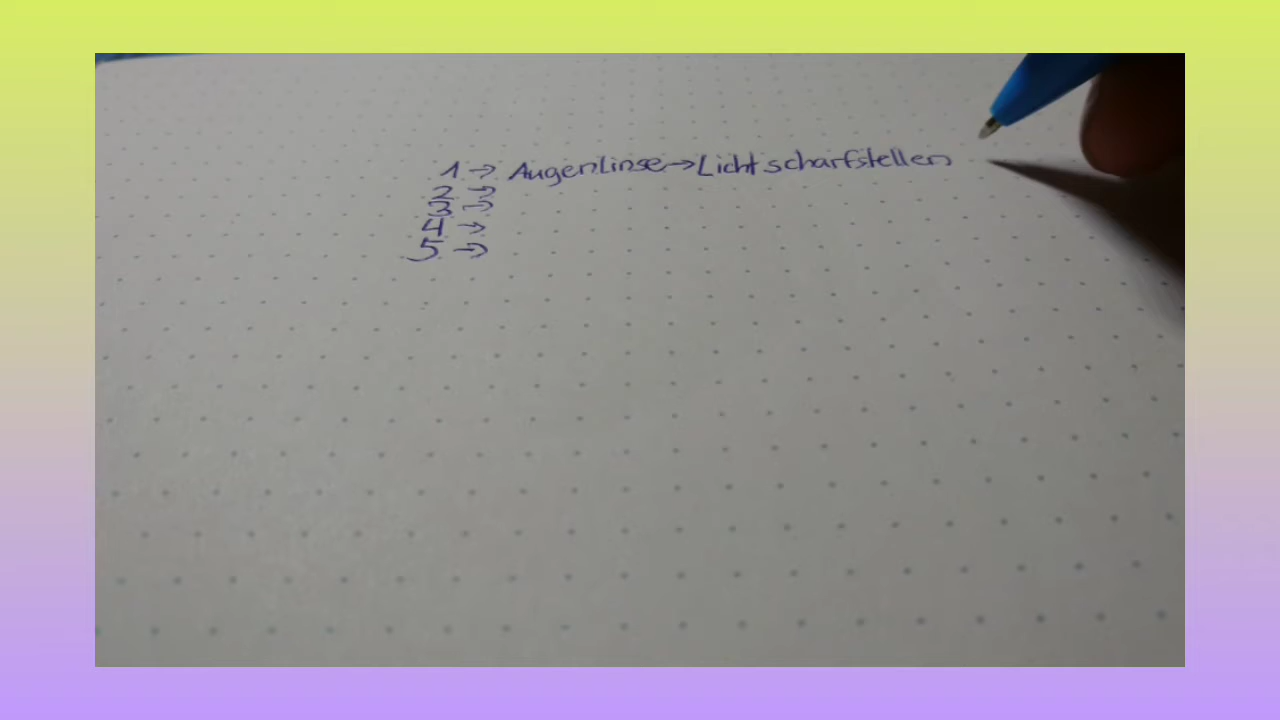 1 → Augenlinse → Licht scharfstellen
2 →
3 →
4 →
5 →